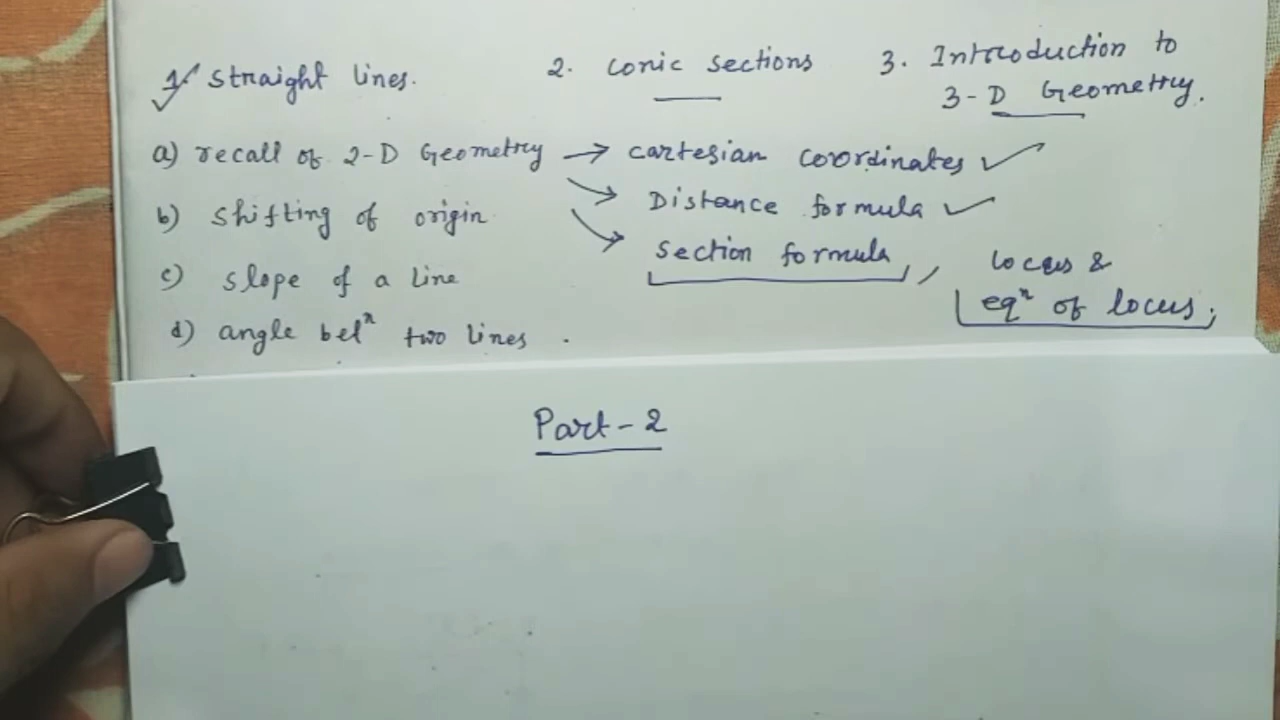 1 Straight lines.
2. Conic sections
3. Introduction to
3-D Geometry.
a) recall of 2-D Geometry → cartesian coordinates ✓
→ Distance formula ✓
→ section formula,
b) Shifting of origin
c) slope of a line
d) angle betn two lines.
locus &
eqn of locus;
Part-2